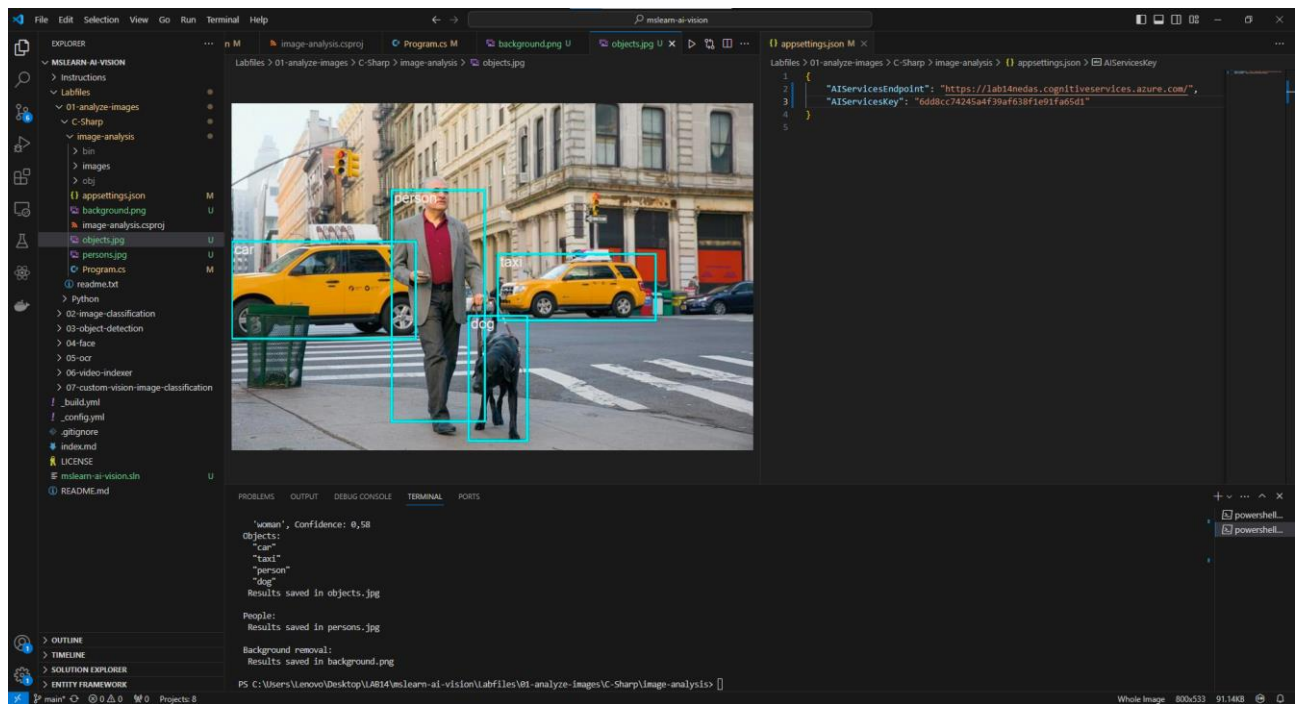 File Edit Selection View Go Run Terminal Help
mslearn-ai-vision
EXPLORER
MSLEARN-AI-VISION
Instructions
Labfiles
01-analyze-images
C-Sharp
image-analysis
bin
images
obj
{} appsettings.json M
background.png U
image-analysis.csproj
objects.jpg U
persons.jpg U
Program.cs M
readme.txt
Python
02-image-classification
03-object-detection
04-face
05-ocr
06-video-indexer
07-custom-vision-image-classification
_build.yml
_config.yml
.gitignore
index.md
LICENSE
mslearn-ai-vision.sln U
README.md
OUTLINE
TIMELINE
SOLUTION EXPLORER
ENTITY FRAMEWORK
n M image-analysis.csproj Program.cs M background.png U objects.jpg U
Labfiles > 01-analyze-images > C-Sharp > image-analysis > objects.jpg
person
car
taxi
dog
{} appsettings.json M
Labfiles > 01-analyze-images > C-Sharp > image-analysis > {} appsettings.json > AIServicesKey
1 {
2 "AIServicesEndpoint": "https://lab14nedas.cognitiveservices.azure.com/",
3 "AIServicesKey": "6dd8cc74245a4f39af638f1e91fa65d1"
4 }
5
PROBLEMS OUTPUT DEBUG CONSOLE TERMINAL PORTS
'woman', Confidence: 0,58
Objects:
"car"
"taxi"
"person"
"dog"
Results saved in objects.jpg
People:
Results saved in persons.jpg
Background removal:
Results saved in background.png
PS C:\Users\Lenovo\Desktop\LAB14\mslearn-ai-vision\Labfiles\01-analyze-images\C-Sharp\image-analysis>
powershell...
powershell...
main* 0 0 0 Projects: 8
Whole Image 800x533 91.14KB